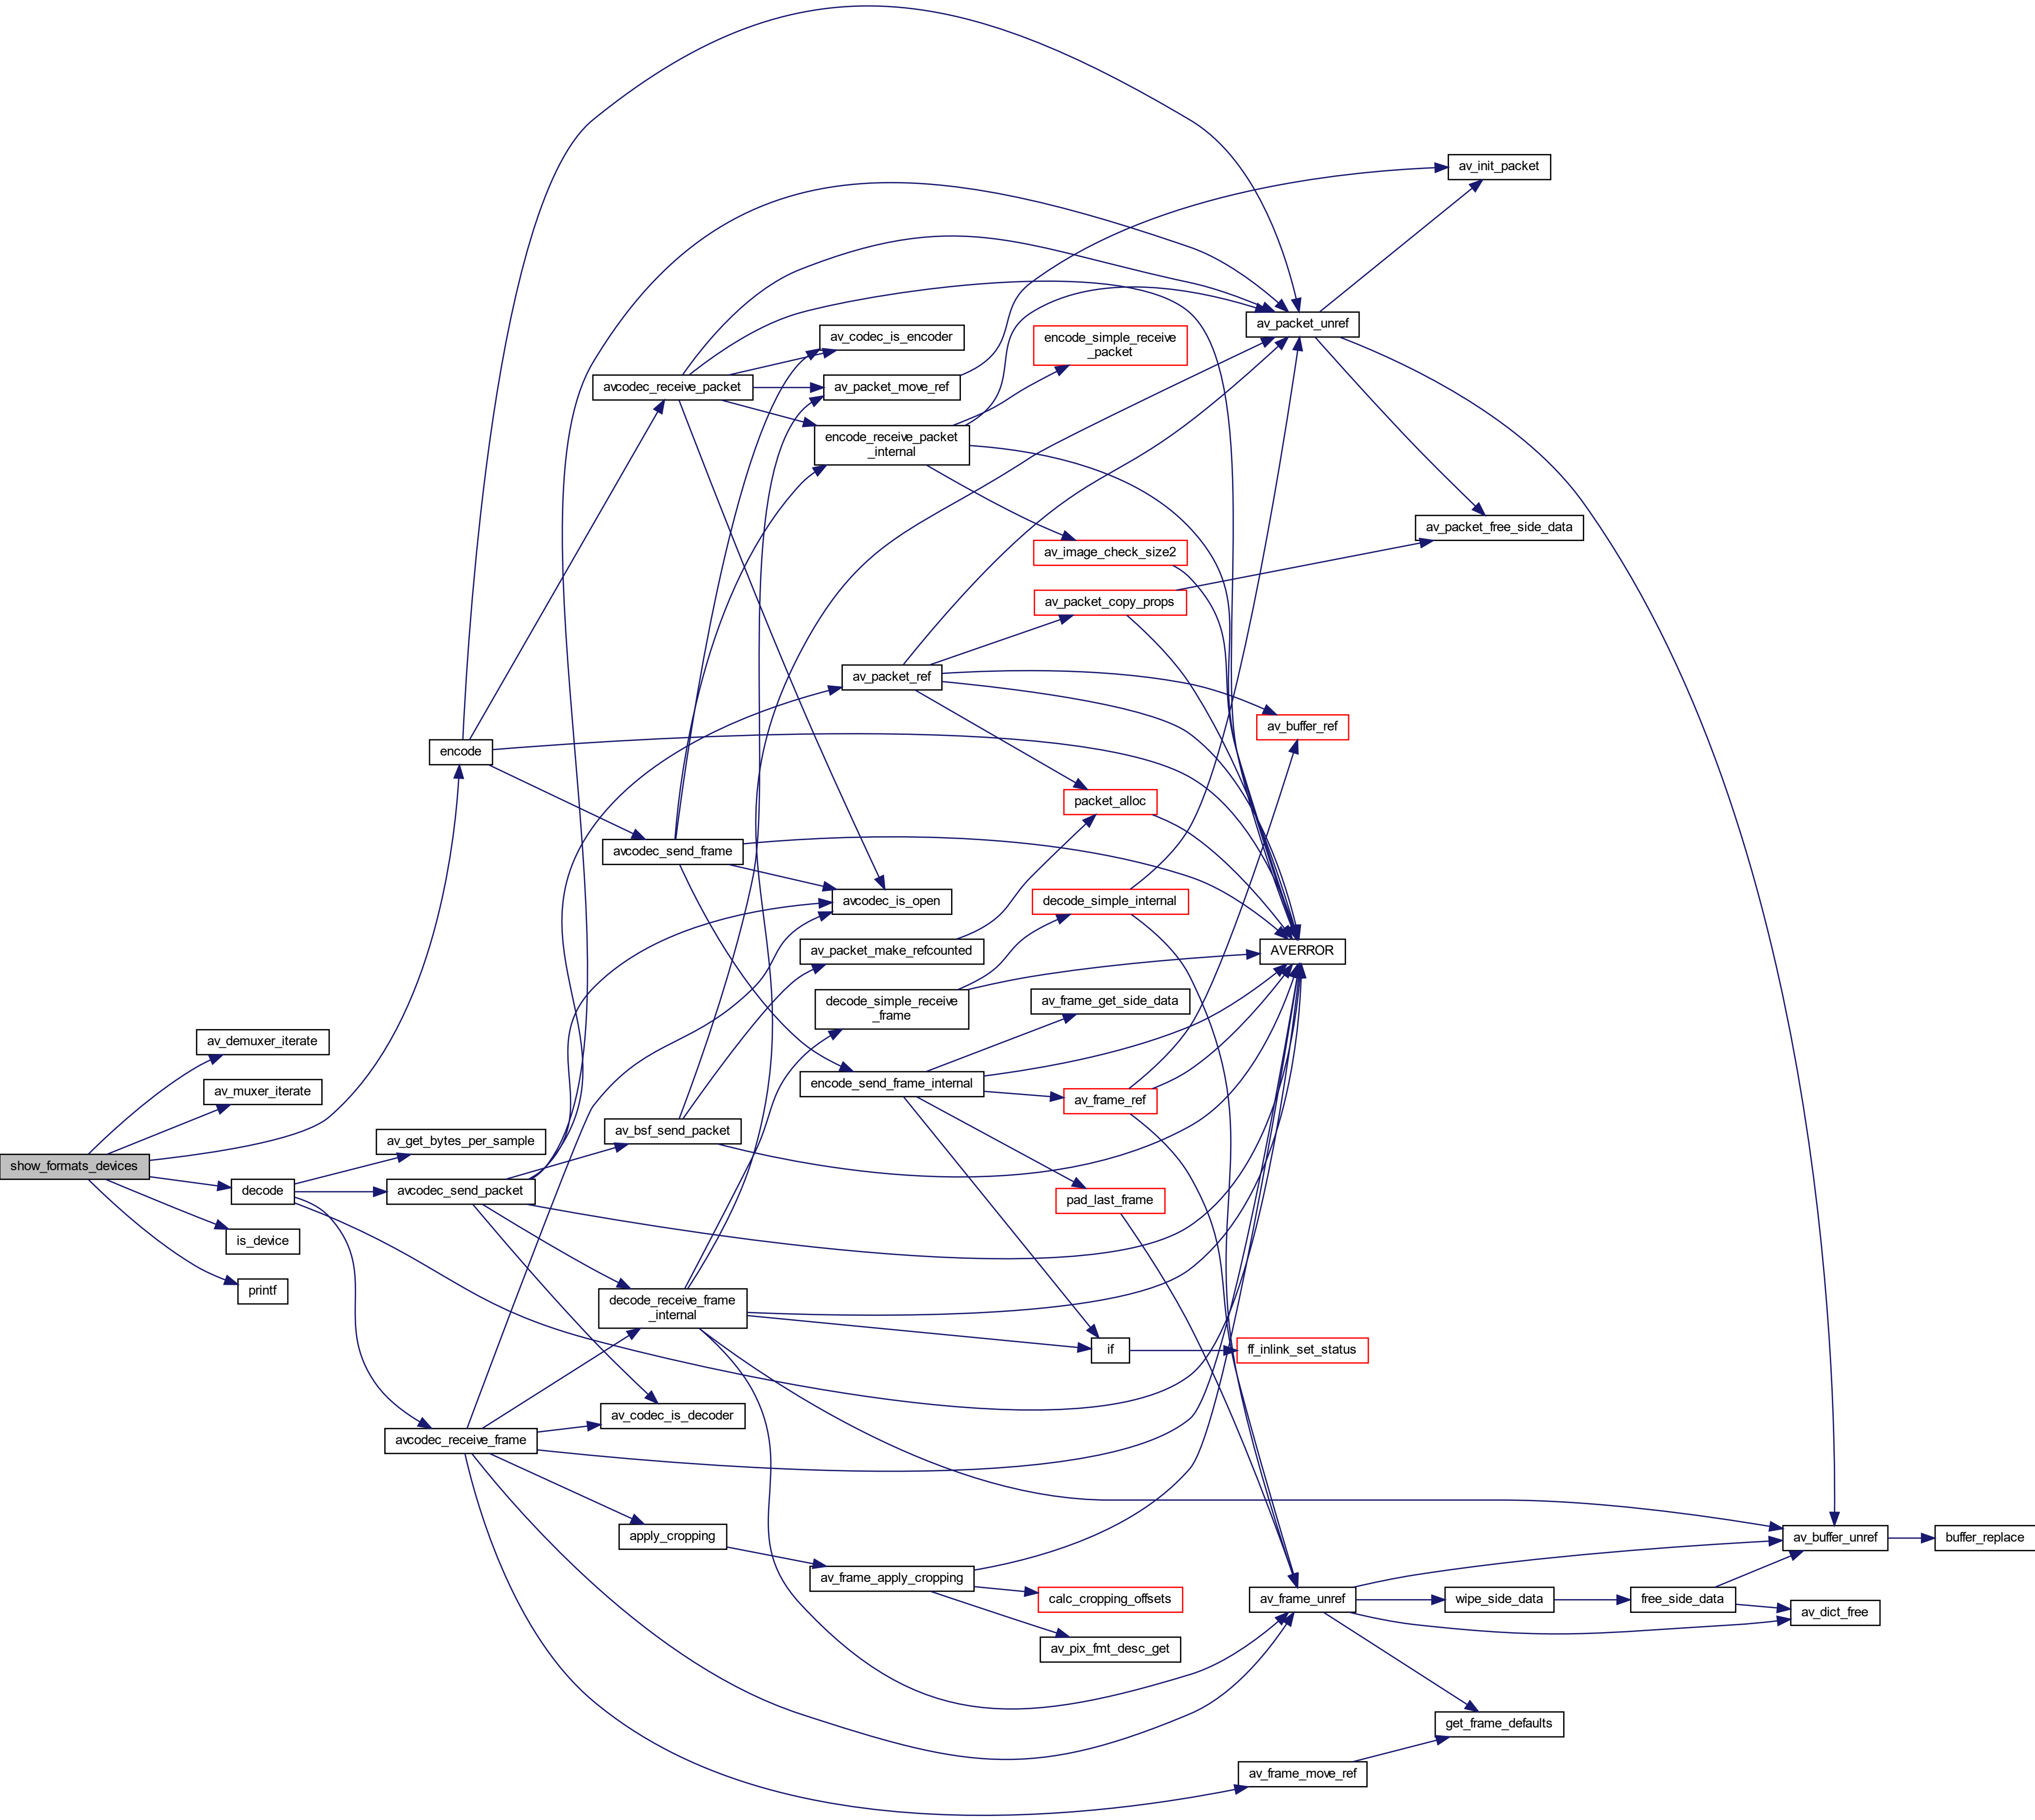 av_init_packet
av_packet_unref
av_codec_is_encoder
encode_simple_receive
_packet
avcodec_receive_packet
av_packet_move_ref
encode_receive_packet
_internal
av_packet_free_side_data
av_image_check_size2
av_packet_copy_props
av_packet_ref
av_buffer_ref
encode
packet_alloc
avcodec_send_frame
avcodec_is_open
decode_simple_internal
av_packet_make_refcounted
AVERROR
decode_simple_receive
_frame
av_frame_get_side_data
av_demuxer_iterate
encode_send_frame_internal
av_muxer_iterate
av_frame_ref
av_bsf_send_packet
av_get_bytes_per_sample
show_formats_devices
decode
avcodec_send_packet
pad_last_frame
is_device
printf
decode_receive_frame
_internal
if
ff_inlink_set_status
av_codec_is_decoder
avcodec_receive_frame
apply_cropping
av_buffer_unref
buffer_replace
av_frame_apply_cropping
calc_cropping_offsets
av_frame_unref
wipe_side_data
free_side_data
av_dict_free
av_pix_fmt_desc_get
get_frame_defaults
av_frame_move_ref